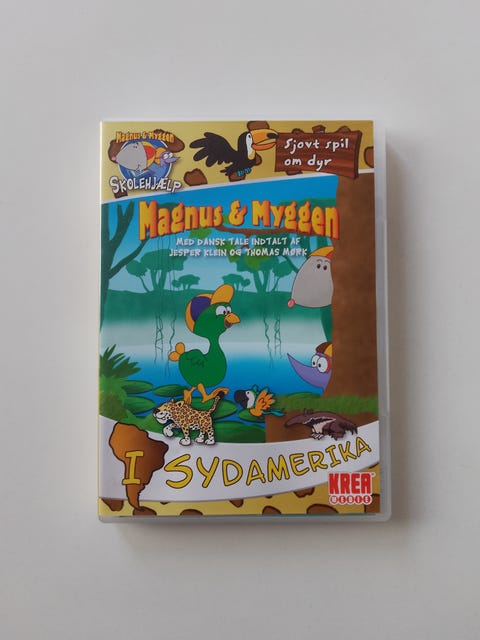 Magnus & Myggen
SKOLEHJÆLP
Sjovt spil
om dyr
Magnus & Myggen
MED DANSK TALE INDTALT AF
JESPER KLEIN OG THOMAS MØRK
I SYDAMERIKA
KREA
MEDIE